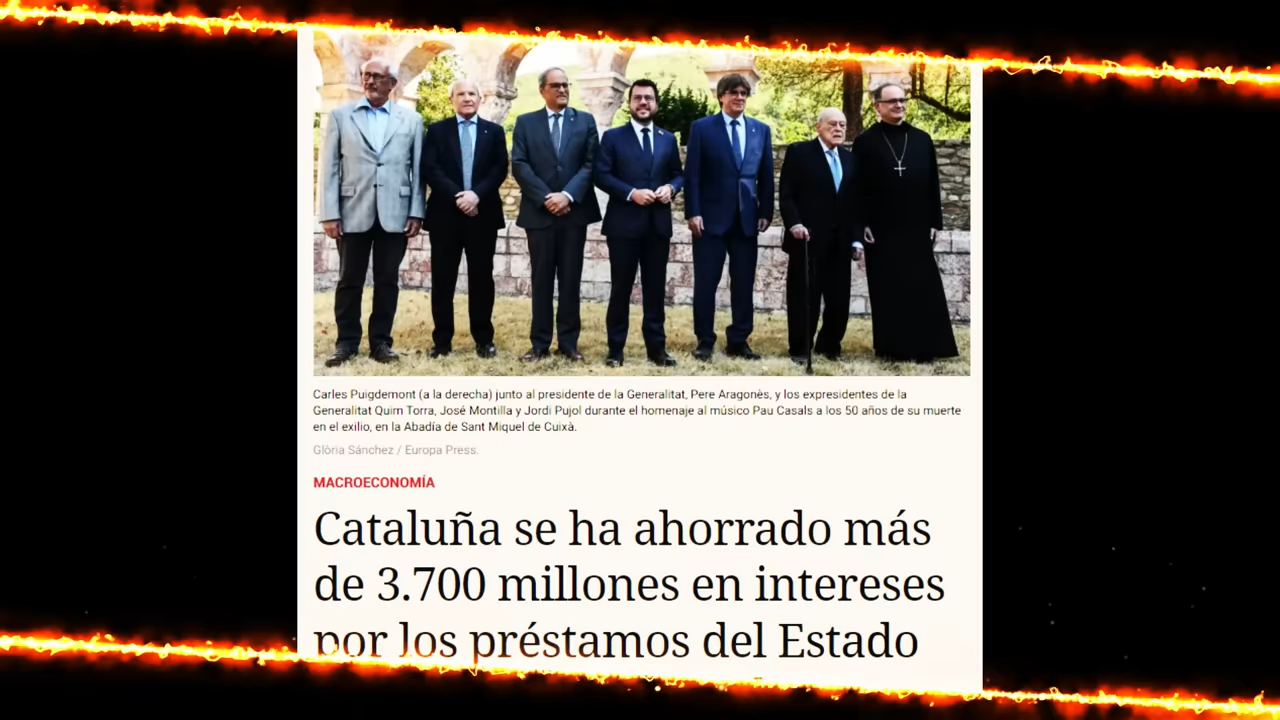 Carles Puigdemont (a la derecha) junto al presidente de la Generalitat, Pere Aragonès, y los expresidentes de la
Generalitat Quim Torra, José Montilla y Jordi Pujol durante el homenaje al músico Pau Casals a los 50 años de su muerte
en el exilio, en la Abadía de Sant Miquel de Cuixà.
Glòria Sánchez / Europa Press.
MACROECONOMÍA
Cataluña se ha ahorrado más
de 3.700 millones en intereses
por los préstamos del Estado